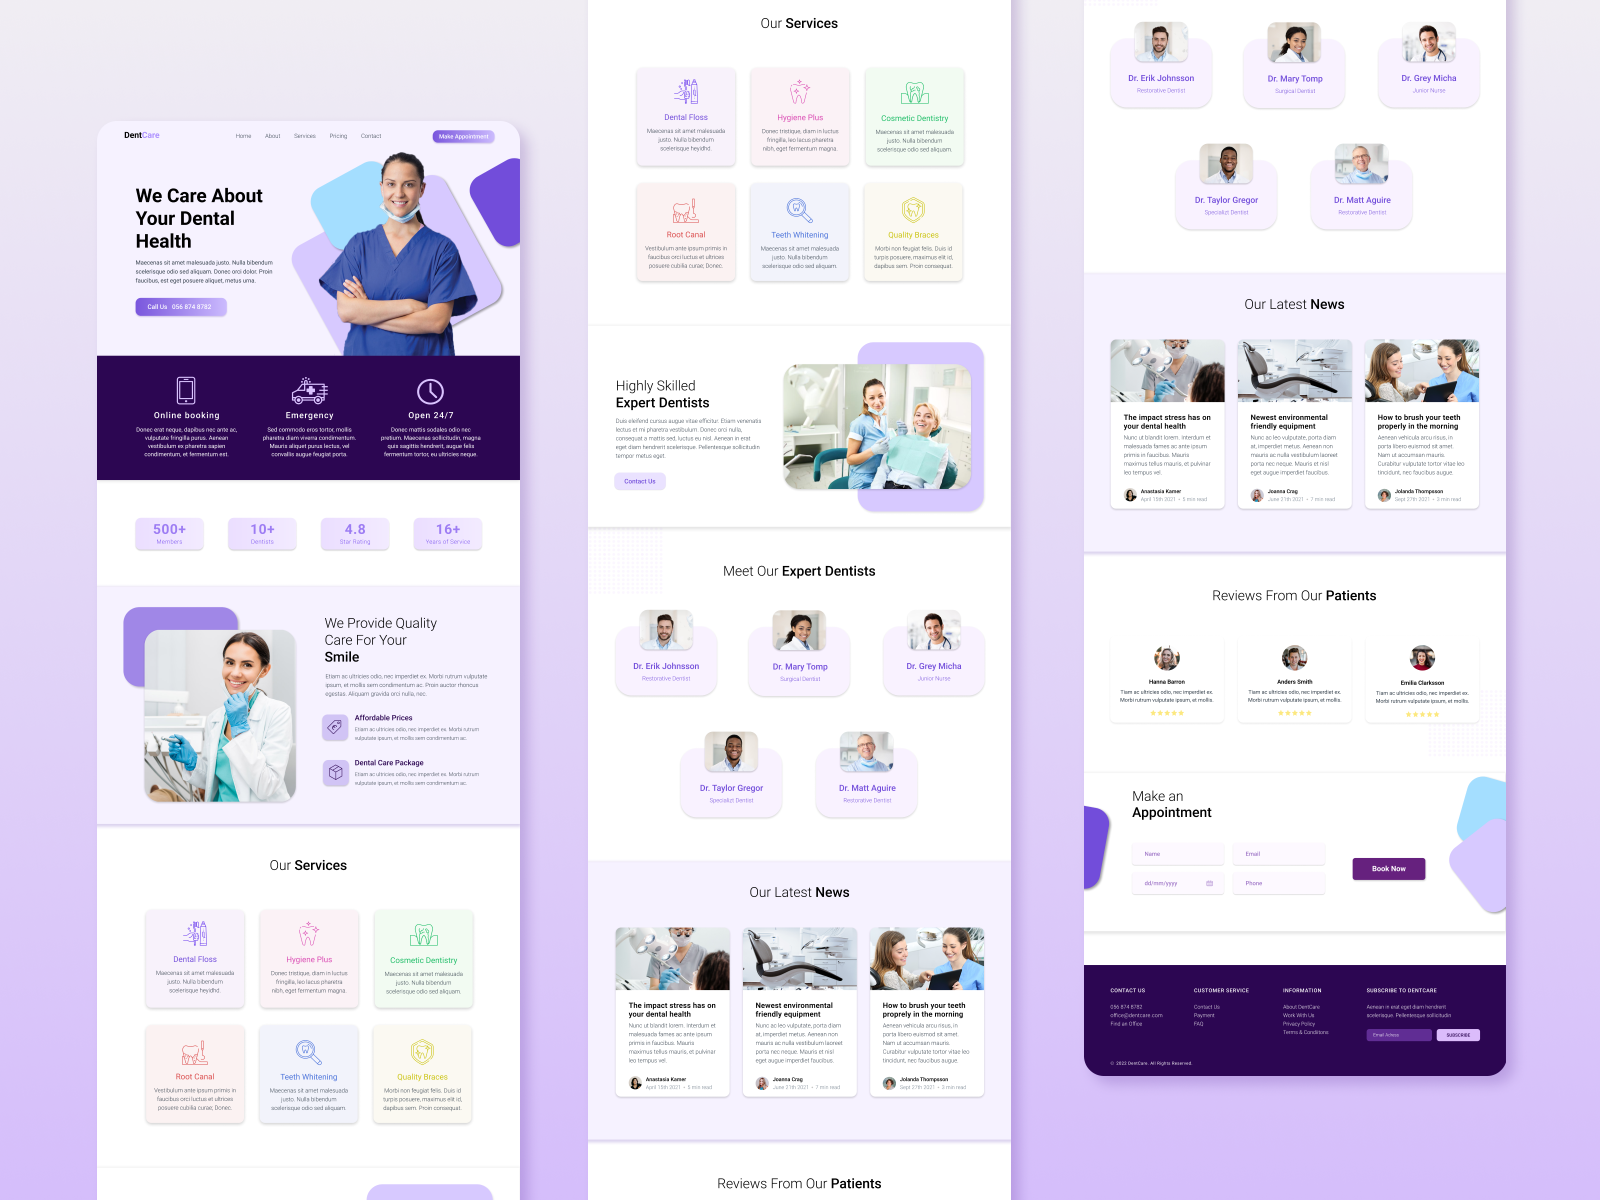 DentCare
Home About Services Pricing Contact
Make Appointment
We Care About
Your Dental
Health
Maecenas sit amet malesuada justo. Nulla bibendum
scelerisque odio sed aliquam. Donec orci dolor. Proin
faucibus, est eget posuere aliquet, metus urna.
Call Us 056 874 8782
Online booking
Donec erat neque, dapibus nec ante ac,
vulputate fringilla purus. Aenean
vestibulum ex pharetra sapien
condimentum, et fermentum est.
Emergency
Sed commodo eros tortor, mollis
pharetra diam viverra condimentum.
Mauris aliquet purus lectus, vel
convallis augue feugiat porta.
Open 24/7
Donec mattis sodales odio nec
pretium. Maecenas sollicitudin, magna
quis sagittis hendrerit, augue felis
fermentum tortor, eu ultricies neque.
500+
Members
10+
Dentists
4.8
Star Rating
16+
Years of Service
We Provide Quality
Care For Your
Smile
Etiam ac ultricies odio, nec imperdiet ex. Morbi rutrum vulputate
ipsum, et mollis sem condimentum ac. Proin auctor rhoncus
egestas. Aliquam gravida orci nulla, nec
Affordable Prices
Etiam ac ultricies odio, nec imperdiet ex. Morbi rutrum
vulputate ipsum, et mollis sem condimentum ac.
Dental Care Package
Etiam ac ultricies odio, nec imperdiet ex. Morbi rutrum
vulputate ipsum, et mollis sem condimentum ac.
Our Services
Dental Floss
Maecenas sit amet malesuada
justo. Nulla bibendum
scelerisque heyidhd.
Hygiene Plus
Donec tristique, diam in luctus
fringilla, leo lacus pharetra
nibh, eget fermentum magna.
Cosmetic Dentistry
Maecenas sit amet malesuada
justo. Nulla bibendum
scelerisque odio sed aliquam.
Root Canal
Vestibulum ante ipsum primis in
faucibus orci luctus et ultrices
posuere cubilia curae; Donec.
Teeth Whitening
Maecenas sit amet malesuada
justo. Nulla bibendum
scelerisque odio sed aliquam.
Quality Braces
Morbi non feugiat felis. Duis id
turpis posuere, maximus elit id,
dapibus sem. Proin consequat.
Our Services
Dental Floss
Maecenas sit amet malesuada
justo. Nulla bibendum
scelerisque heyidhd.
Hygiene Plus
Donec tristique, diam in luctus
fringilla, leo lacus pharetra
nibh, eget fermentum magna.
Cosmetic Dentistry
Maecenas sit amet malesuada
justo. Nulla bibendum
scelerisque odio sed aliquam.
Root Canal
Vestibulum ante ipsum primis in
faucibus orci luctus et ultrices
posuere cubilia curae; Donec.
Teeth Whitening
Maecenas sit amet malesuada
justo. Nulla bibendum
scelerisque odio sed aliquam.
Quality Braces
Morbi non feugiat felis. Duis id
turpis posuere, maximus elit id,
dapibus sem. Proin consequat.
Highly Skilled
Expert Dentists
Duis eleifend cursus augue vitae efficitur. Etiam venenatis
lectus et mi pharetra vestibulum. Donec orci nulla,
consequat a mattis sed, luctus eu nisl. Aenean in erat
eget diam hendrerit scelerisque. Pellentesque sollicitudin
tempor metus eget.
Contact Us
Meet Our Expert Dentists
Dr. Erik Johnsson
Restorative Dentist
Dr. Mary Tomp
Surgical Dentist
Dr. Grey Micha
Junior Nurse
Dr. Taylor Gregor
Specialist Dentist
Dr. Matt Aguire
Restorative Dentist
Our Latest News
The impact stress has on
your dental health
Nunc ut blandit lorem. Interdum et
malesuada fames ac ante ipsum
primis in faucibus. Mauris
maximus tellus mauris, et pulvinar
leo tempus vel.
Anastasia Kamer
April 15th 2021 • 5 min read
Newest environmental
friendly equipment
Nunc ac leo vulputate, porta diam
at, imperdiet metus. Aenean non
mauris ac nulla vestibulum laoreet
porta nec neque. Mauris et nisl
eget augue imperdiet faucibus.
Joanna Crag
June 21th 2021 • 7 min read
How to brush your teeth
proprely in the morning
Aenean vehicula arcu risus, in
porta libero euismod sit amet.
Nam ut accumsan mauris.
Curabitur vulputate tortor vitae leo
tincidunt, nec faucibus augue.
Jolanda Thompsson
Sept 27th 2021 • 3 min read
Reviews From Our Patients
Dr. Erik Johnsson
Restorative Dentist
Dr. Mary Tomp
Surgical Dentist
Dr. Grey Micha
Junior Nurse
Dr. Taylor Gregor
Specialist Dentist
Dr. Matt Aguire
Restorative Dentist
Our Latest News
The impact stress has on
your dental health
Nunc ut blandit lorem. Interdum et
malesuada fames ac ante ipsum
primis in faucibus. Mauris
maximus tellus mauris, et pulvinar
leo tempus vel.
Anastasia Kamer
April 15th 2021 • 5 min read
Newest environmental
friendly equipment
Nunc ac leo vulputate, porta diam
at, imperdiet metus. Aenean non
mauris ac nulla vestibulum laoreet
porta nec neque. Mauris et nisl
eget augue imperdiet faucibus.
Joanna Crag
June 21th 2021 • 7 min read
How to brush your teeth
proprely in the morning
Aenean vehicula arcu risus, in
porta libero euismod sit amet.
Nam ut accumsan mauris.
Curabitur vulputate tortor vitae leo
tincidunt, nec faucibus augue.
Jolanda Thompsson
Sept 27th 2021 • 3 min read
Reviews From Our Patients
Hanna Barron
Tiam ac ultricies odio, nec imperdiet ex.
Morbi rutrum vulputate ipsum, et mollis.
Anders Smith
Tiam ac ultricies odio, nec imperdiet ex.
Morbi rutrum vulputate ipsum, et mollis.
Emilia Clarksson
Tiam ac ultricies odio, nec imperdiet ex.
Morbi rutrum vulputate ipsum, et mollis.
Make an
Appointment
Name
Email
dd/mm/yyyy
Phone
Book Now
CONTACT US
056 874 8782
office@dentcare.com
Find an Office
CUSTOMER SERVICE
Contact Us
Payment
FAQ
INFORMATION
About DentCare
Work With Us
Privacy Policy
Terms & Conditions
SUBSCRIBE TO DENTCARE
Aenean in erat eget diam hendrerit
scelerisque. Pellentesque sollicitudin
Email Adress
SUBSCRIBE
© 2022 DentCare. All Rights Reserved.